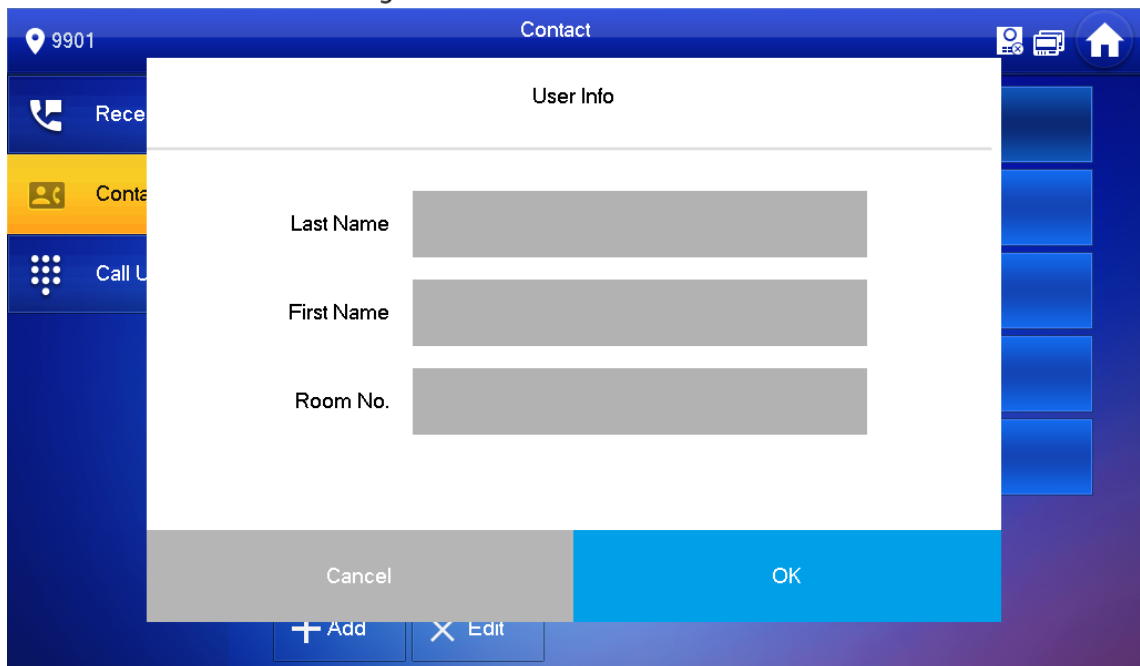 Contact
9901
User Info
Rece
Conta
Last Name
Call U
First Name
Room No.
Cancel
OK
Add
Edit